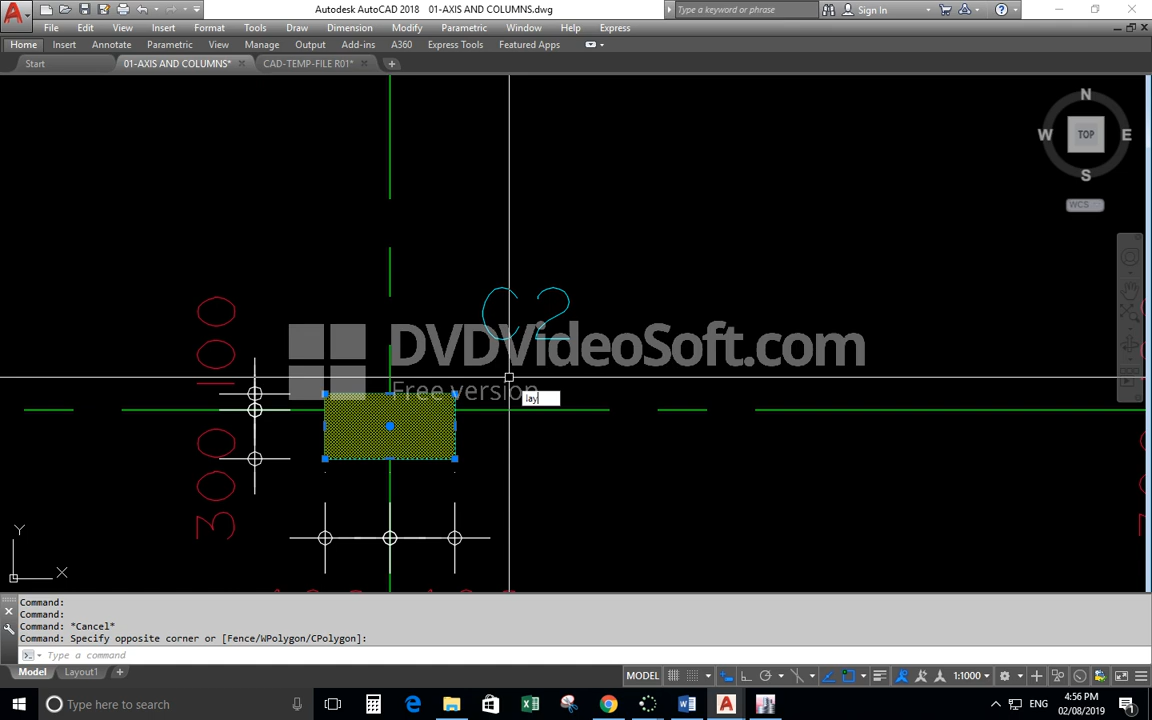 Autodesk AutoCAD 2018 01-AXIS AND COLUMNS.dwg
Type a keyword or phrase
Sign In
File Edit View Insert Format Tools Draw Dimension Modify Parametric Window Help Express
Home Insert Annotate Parametric View Manage Output Add-ins A360 Express Tools Featured Apps
Start 01-AXIS AND COLUMNS* CAD-TEMP-FILE R01*
N
W TOP E
S
WCS
C2
100
300
DVDVideoSoft.com
Free version
lay
Y
X
Command:
Command:
Command: *Cancel*
Command: Specify opposite corner or [Fence/WPolygon/CPolygon]:
Type a command
Model Layout1
MODEL 1:1000
Type here to search
ENG
4:56 PM
02/08/2019
1